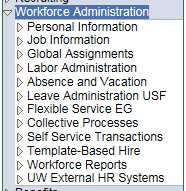 Workforce Administration
Personal Information
Job Information
Global Assignments
Labor Administration
Absence and Vacation
Leave Administration USF
Flexible Service EG
Collective Processes
Self Service Transactions
Template-Based Hire
Workforce Reports
UW External HR Systems